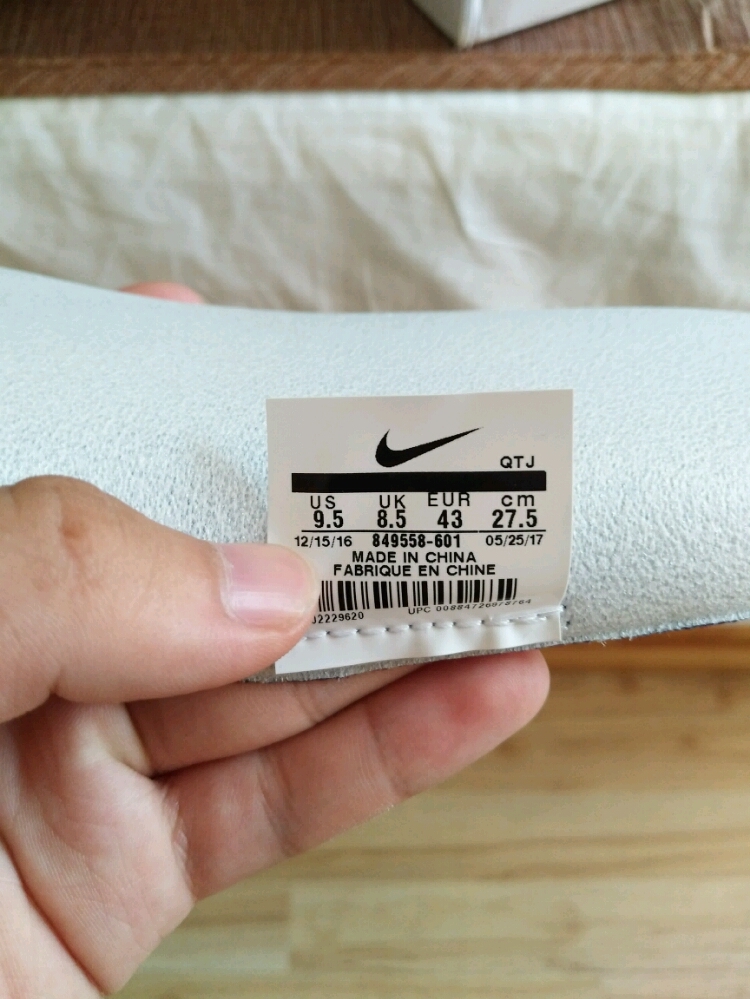 QTJ
US UK EUR cm
9.5 8.5 43 27.5
12/15/16 849558-601 05/25/17
MADE IN CHINA
FABRIQUE EN CHINE
UPC